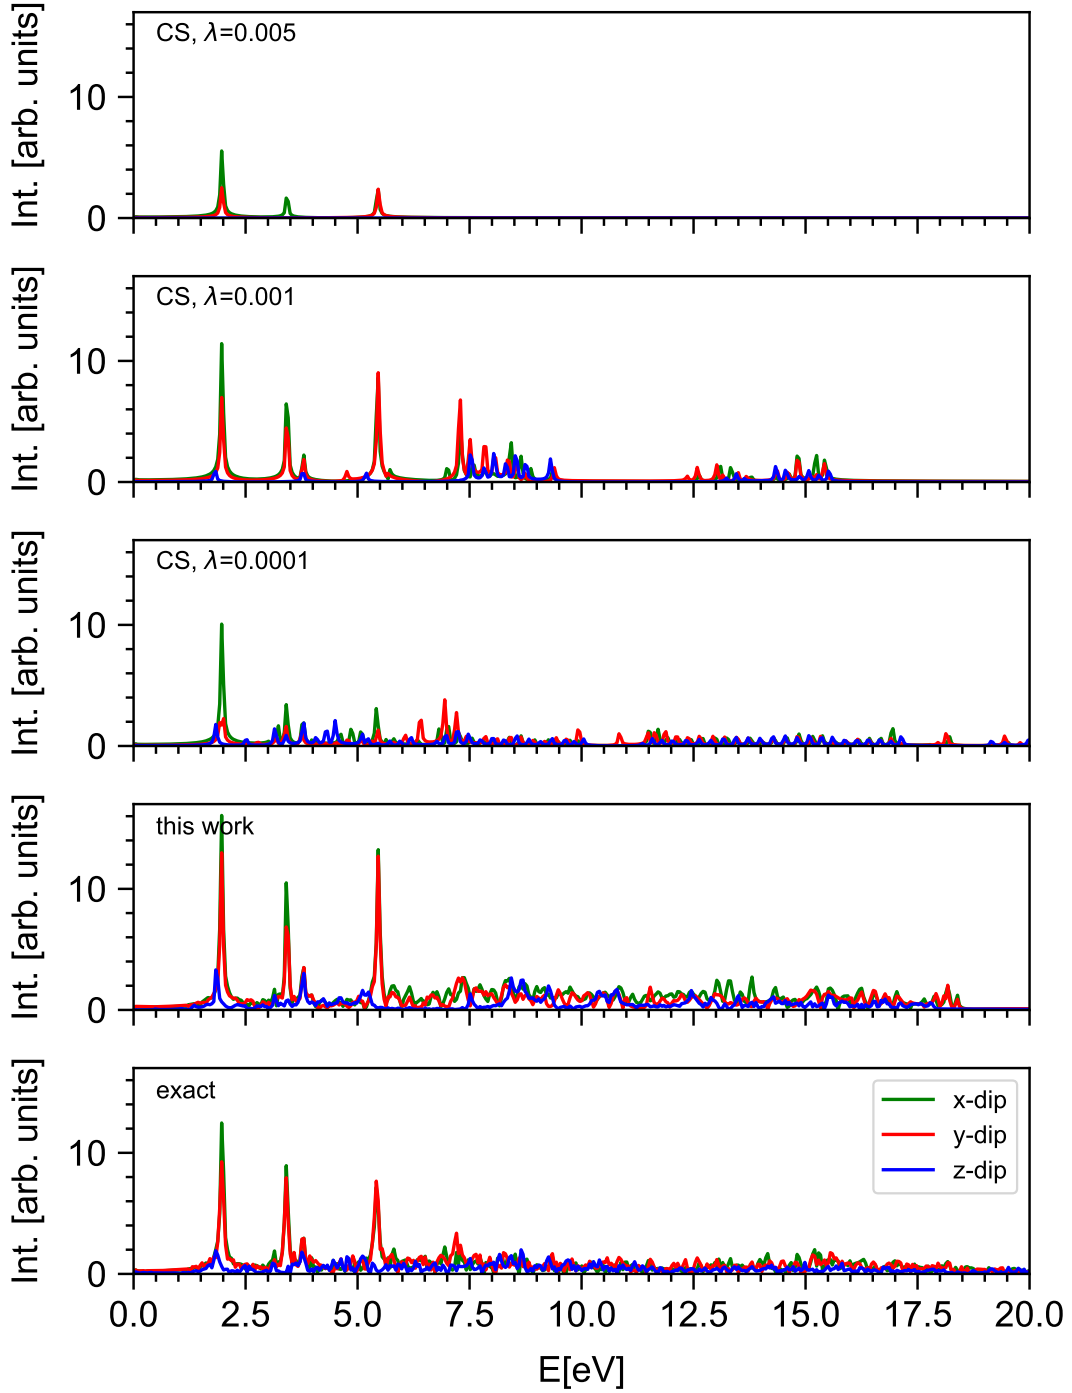 Int. [arb. units]
CS, λ=0.005
10
0
Int. [arb. units]
CS, λ=0.001
10
0
Int. [arb. units]
CS, λ=0.0001
10
0
Int. [arb. units]
this work
10
0
Int. [arb. units]
exact
x-dip
y-dip
z-dip
10
0
0.0 2.5 5.0 7.5 10.0 12.5 15.0 17.5 20.0
E[eV]